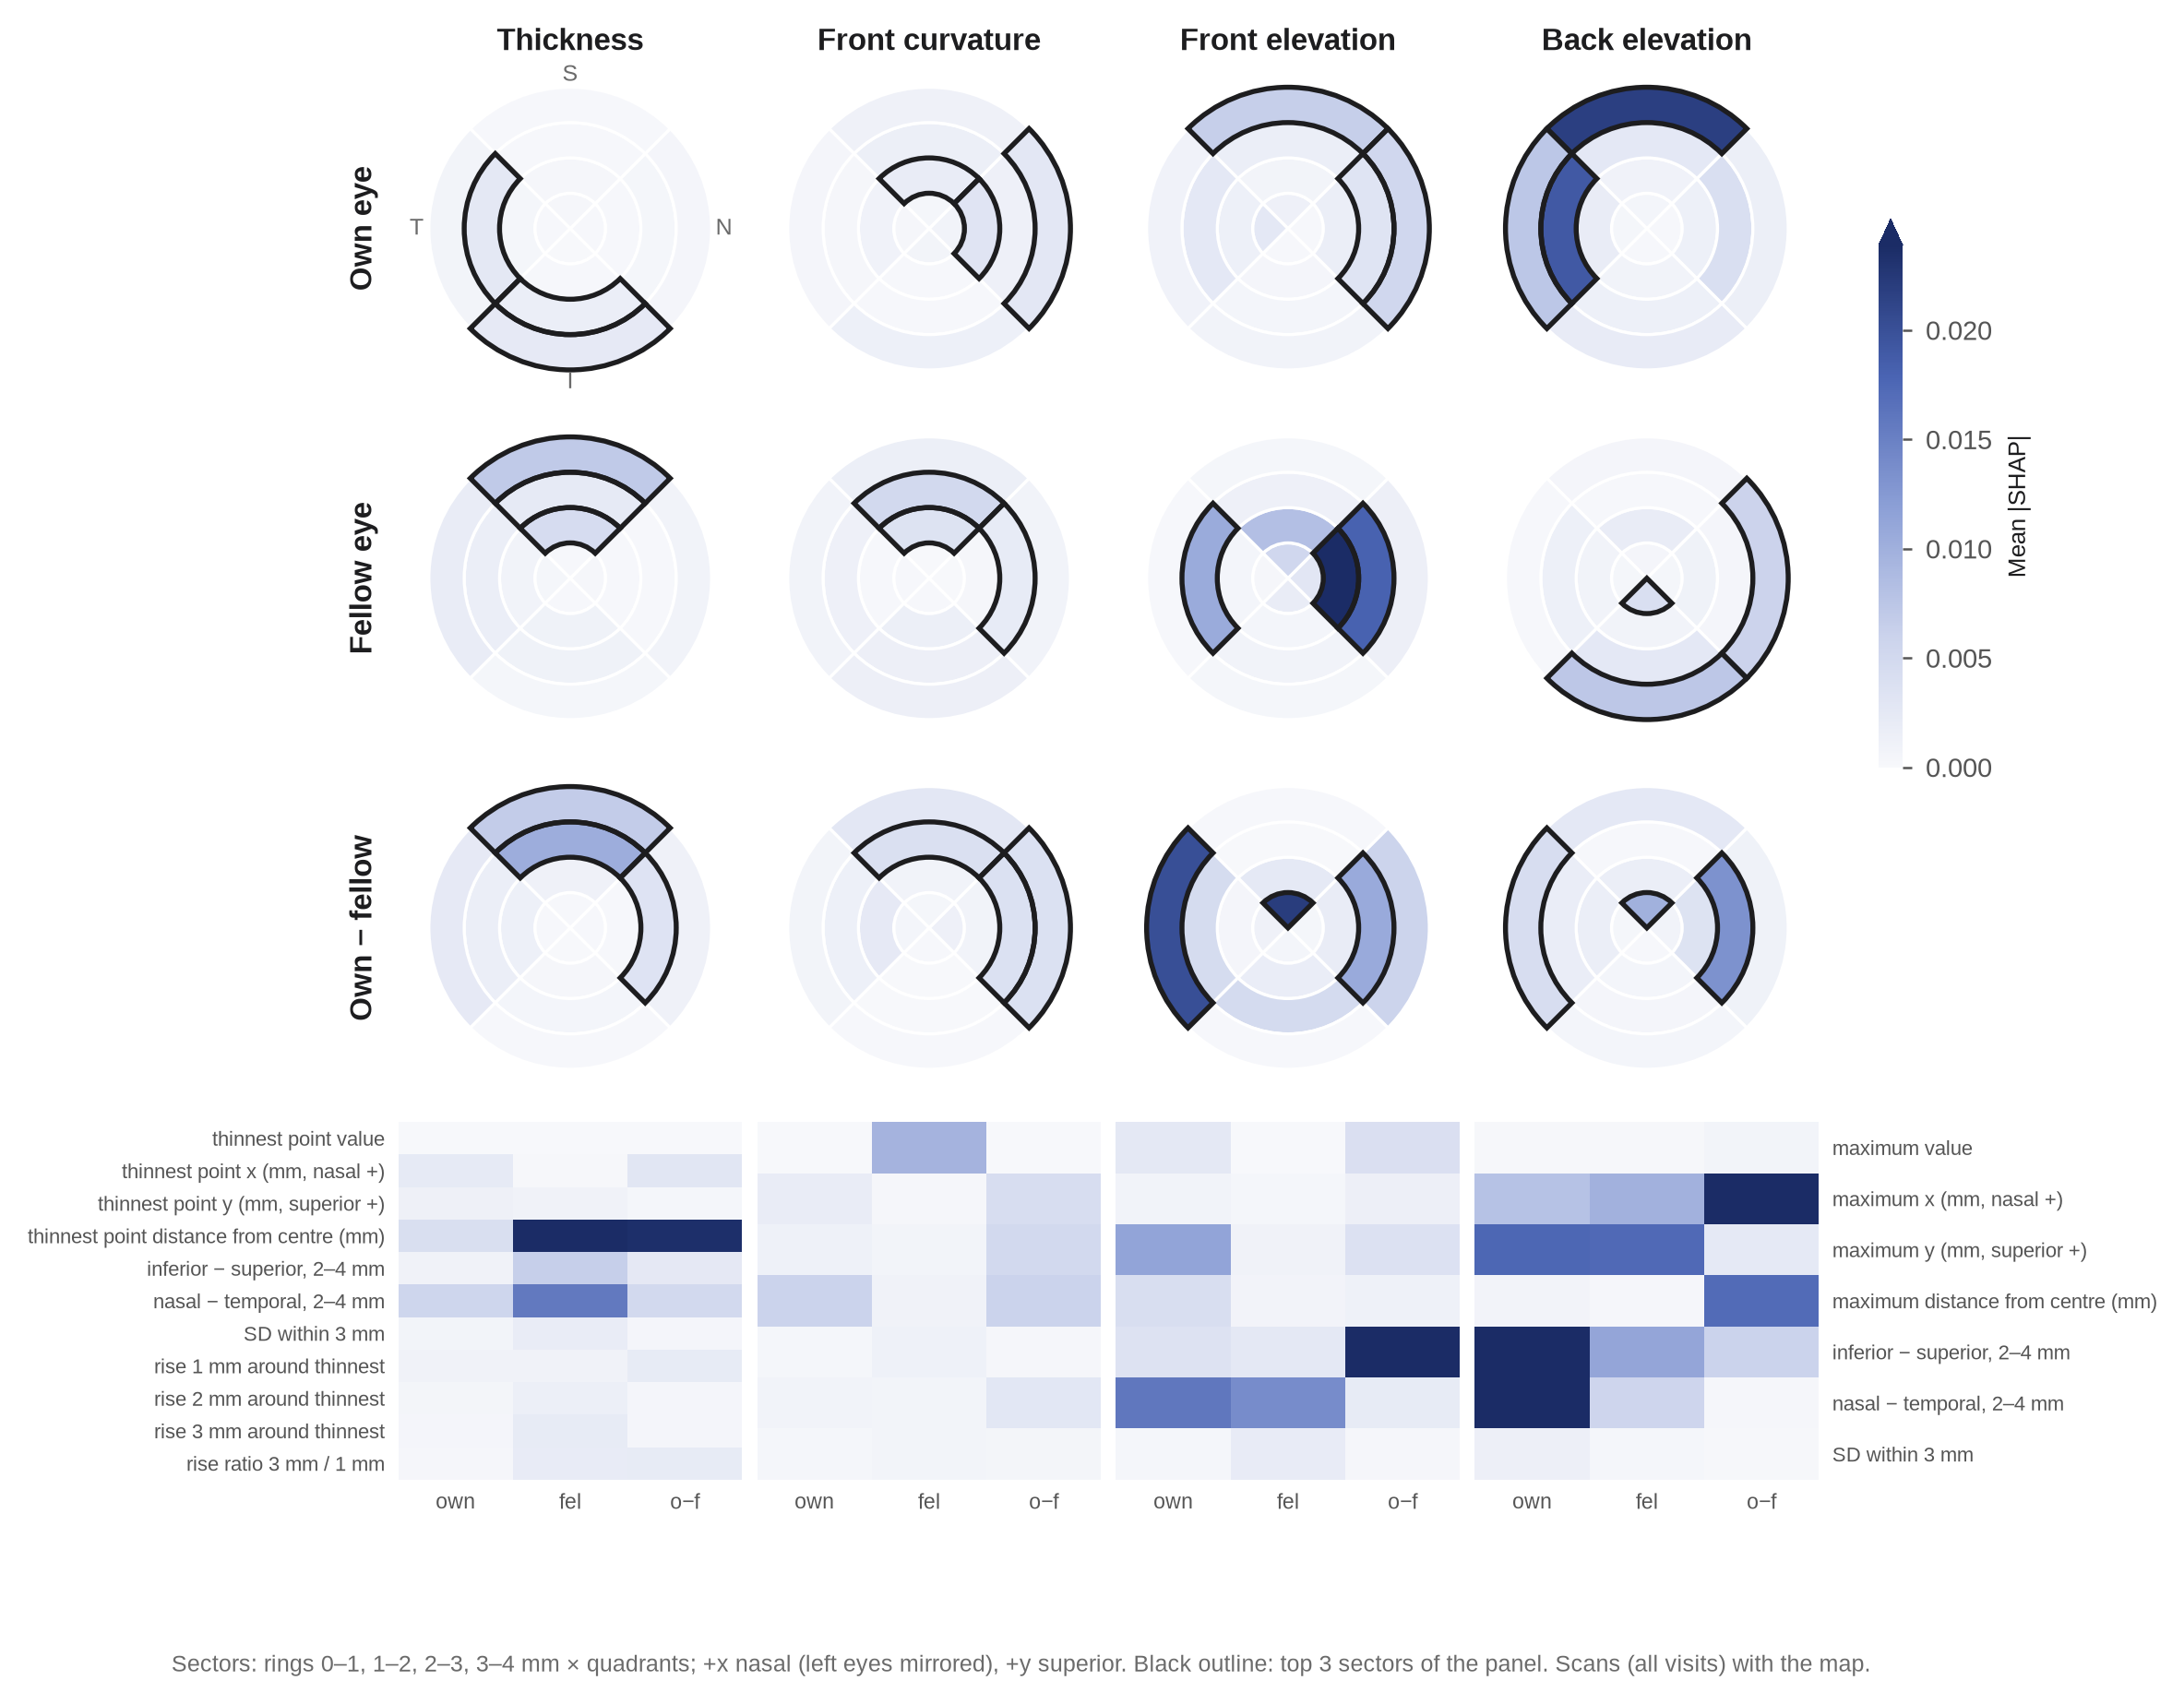 Thickness
Front curvature
Front elevation
Back elevation
S
T
N
I
Own eye
Fellow eye
Own − fellow
0.020
0.015
0.010
0.005
0.000
Mean |SHAP|
thinnest point value
thinnest point x (mm, nasal +)
thinnest point y (mm, superior +)
thinnest point distance from centre (mm)
inferior − superior, 2–4 mm
nasal − temporal, 2–4 mm
SD within 3 mm
rise 1 mm around thinnest
rise 2 mm around thinnest
rise 3 mm around thinnest
rise ratio 3 mm / 1 mm
maximum value
maximum x (mm, nasal +)
maximum y (mm, superior +)
maximum distance from centre (mm)
inferior − superior, 2–4 mm
nasal − temporal, 2–4 mm
SD within 3 mm
own fel o−f own fel o−f own fel o−f own fel o−f
Sectors: rings 0–1, 1–2, 2–3, 3–4 mm × quadrants; +x nasal (left eyes mirrored), +y superior. Black outline: top 3 sectors of the panel. Scans (all visits) with the map.